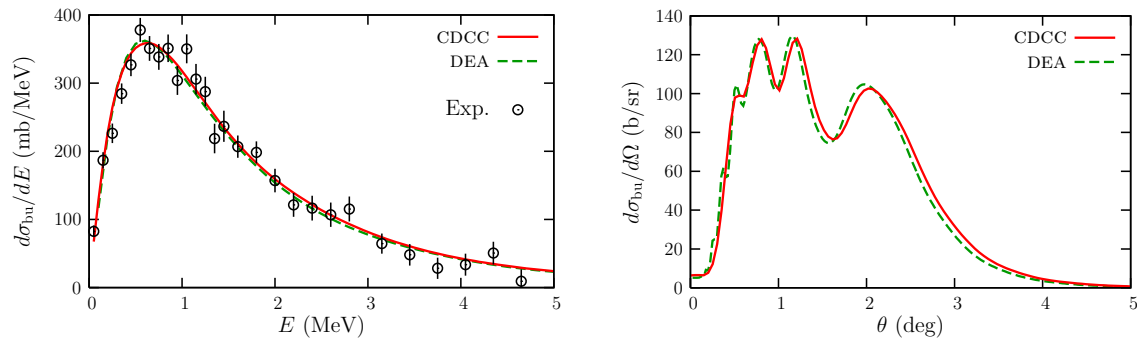 400
300
200
100
0
dσbu/dE (mb/MeV)
CDCC
DEA
Exp.
0 1 2 3 4 5
E (MeV)
140
120
100
80
60
40
20
0
dσbu/dΩ (b/sr)
CDCC
DEA
0 1 2 3 4 5
θ (deg)